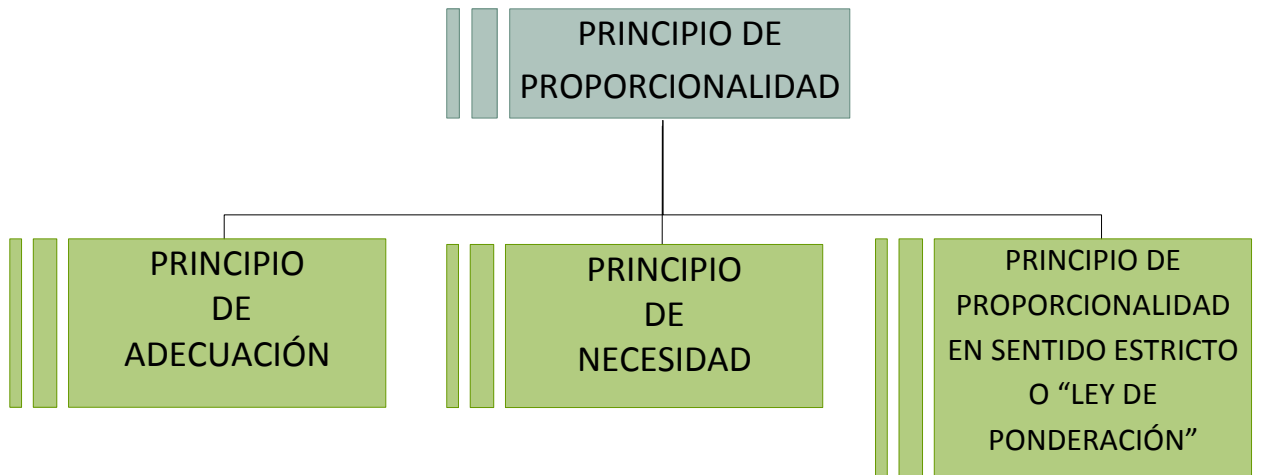 PRINCIPIO DE
PROPORCIONALIDAD
PRINCIPIO
DE
ADECUACIÓN
PRINCIPIO
DE
NECESIDAD
PRINCIPIO DE
PROPORCIONALIDAD
EN SENTIDO ESTRICTO
O “LEY DE
PONDERACIÓN”